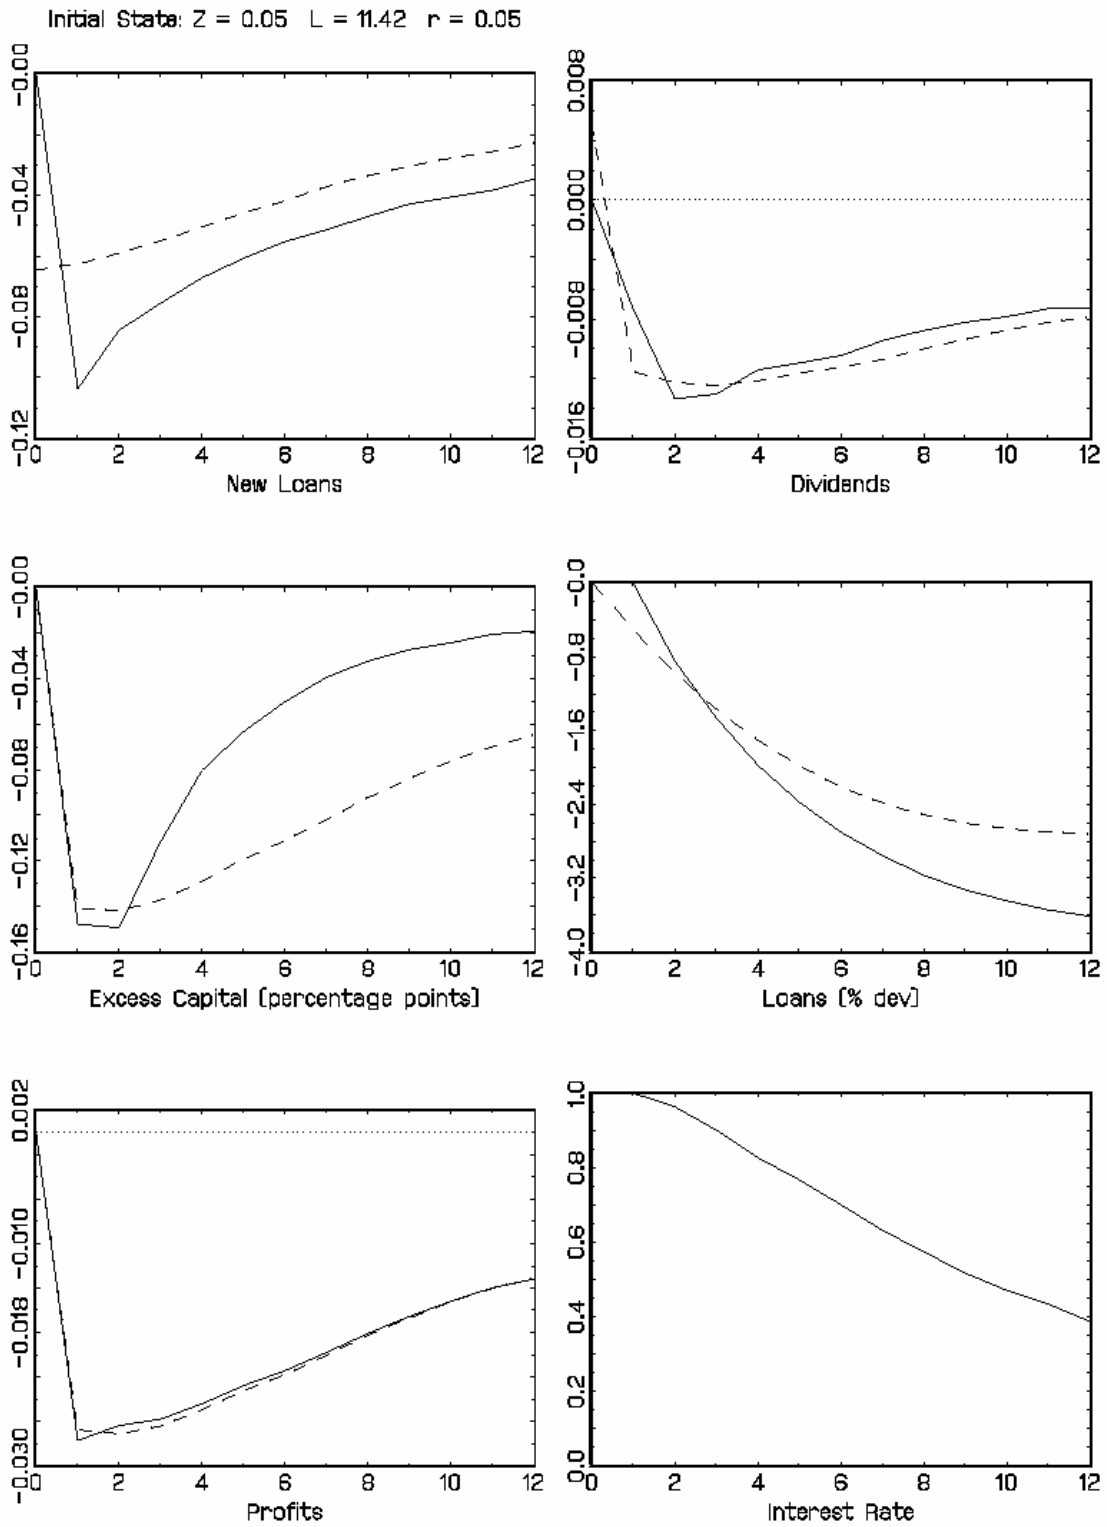 Initial State: Z = 0.05 L = 11.42 r = 0.05
-0.00
-0.04
-0.08
-0.12
0 2 4 6 8 10 12
New Loans
0.008
0.000
-0.008
-0.016
0 2 4 6 8 10 12
Dividends
-0.00
-0.04
-0.08
-0.12
-0.16
0 2 4 6 8 10 12
Excess Capital (percentage points)
-0.0
-0.8
-1.6
-2.4
-3.2
-4.0
0 2 4 6 8 10 12
Loans (% dev)
0.002
-0.010
-0.018
-0.030
0 2 4 6 8 10 12
Profits
1.0
0.8
0.6
0.4
0.2
0.0
0 2 4 6 8 10 12
Interest Rate